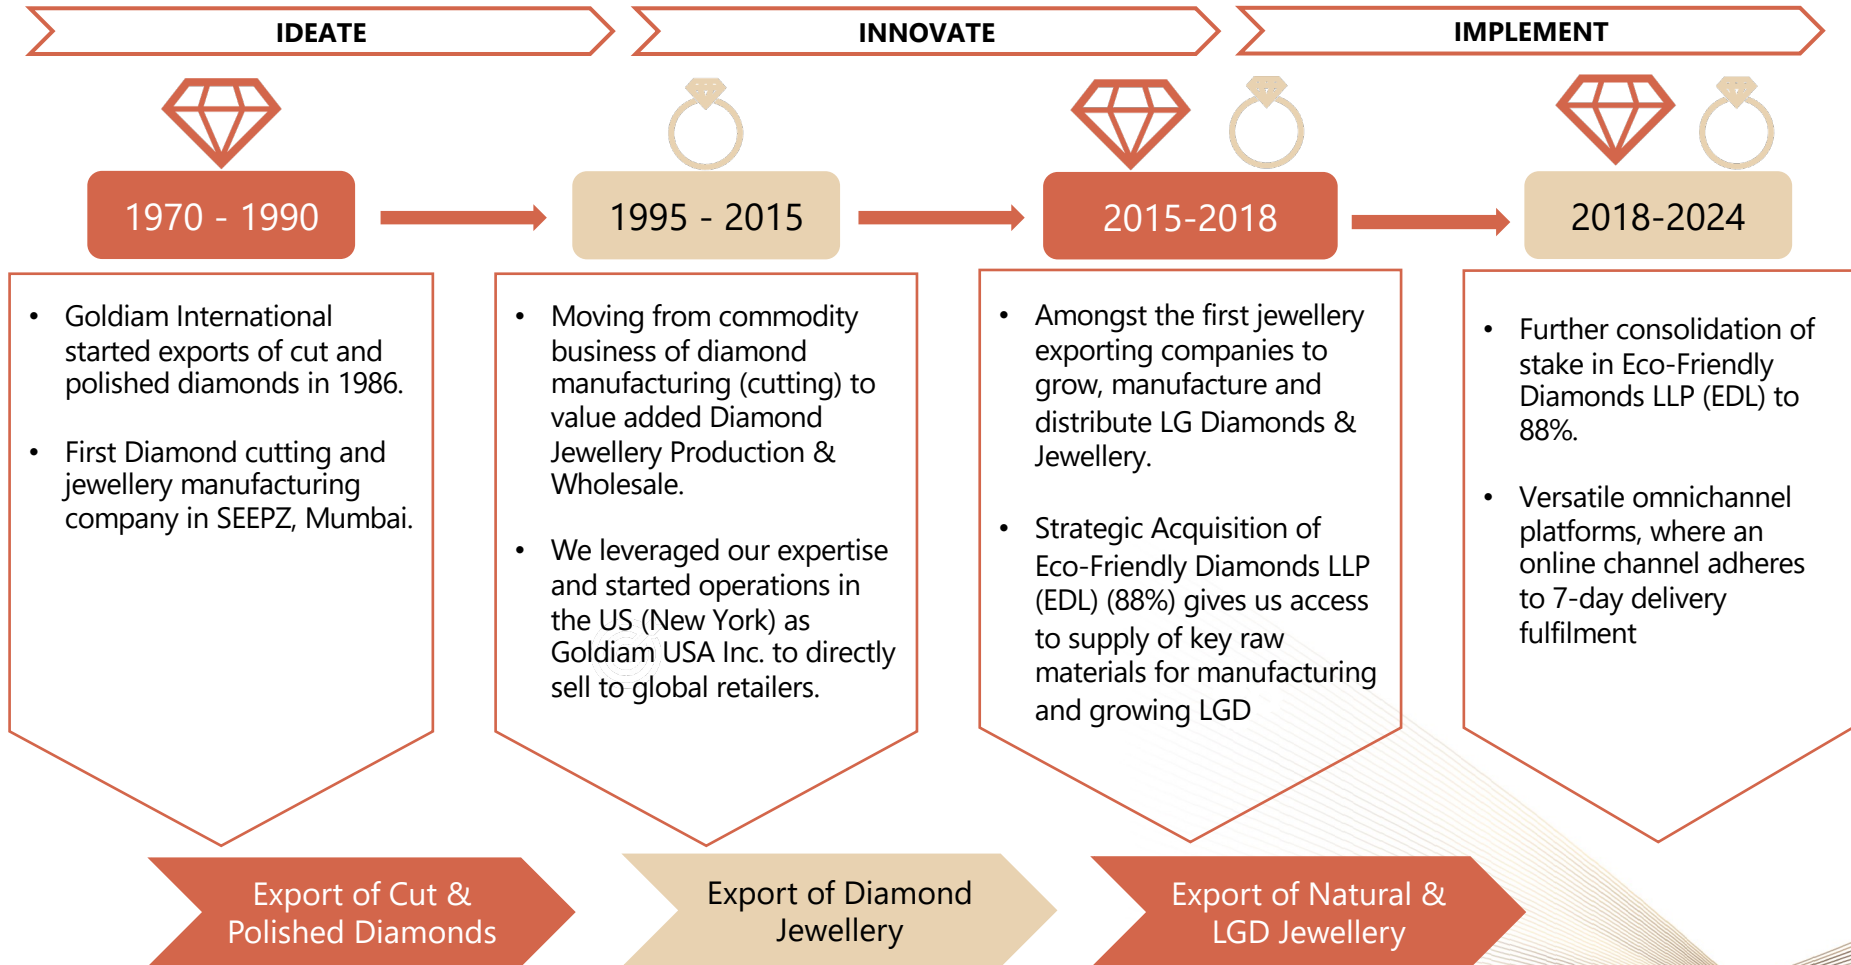 IDEATE
INNOVATE
IMPLEMENT
1970 - 1990
1995 - 2015
2015-2018
2018-2024
• Goldiam International
started exports of cut and
polished diamonds in 1986.
• First Diamond cutting and
jewellery manufacturing
company in SEEPZ, Mumbai.
• Moving from commodity
business of diamond
manufacturing (cutting) to
value added Diamond
Jewellery Production &
Wholesale.
• We leveraged our expertise
and started operations in
the US (New York) as
Goldiam USA Inc. to directly
sell to global retailers.
• Amongst the first jewellery
exporting companies to
grow, manufacture and
distribute LG Diamonds &
Jewellery.
• Strategic Acquisition of
Eco-Friendly Diamonds LLP
(EDL) (88%) gives us access
to supply of key raw
materials for manufacturing
and growing LGD
• Further consolidation of
stake in Eco-Friendly
Diamonds LLP (EDL) to
88%.
• Versatile omnichannel
platforms, where an
online channel adheres
to 7-day delivery
fulfilment
Export of Cut &
Polished Diamonds
Export of Diamond
Jewellery
Export of Natural &
LGD Jewellery